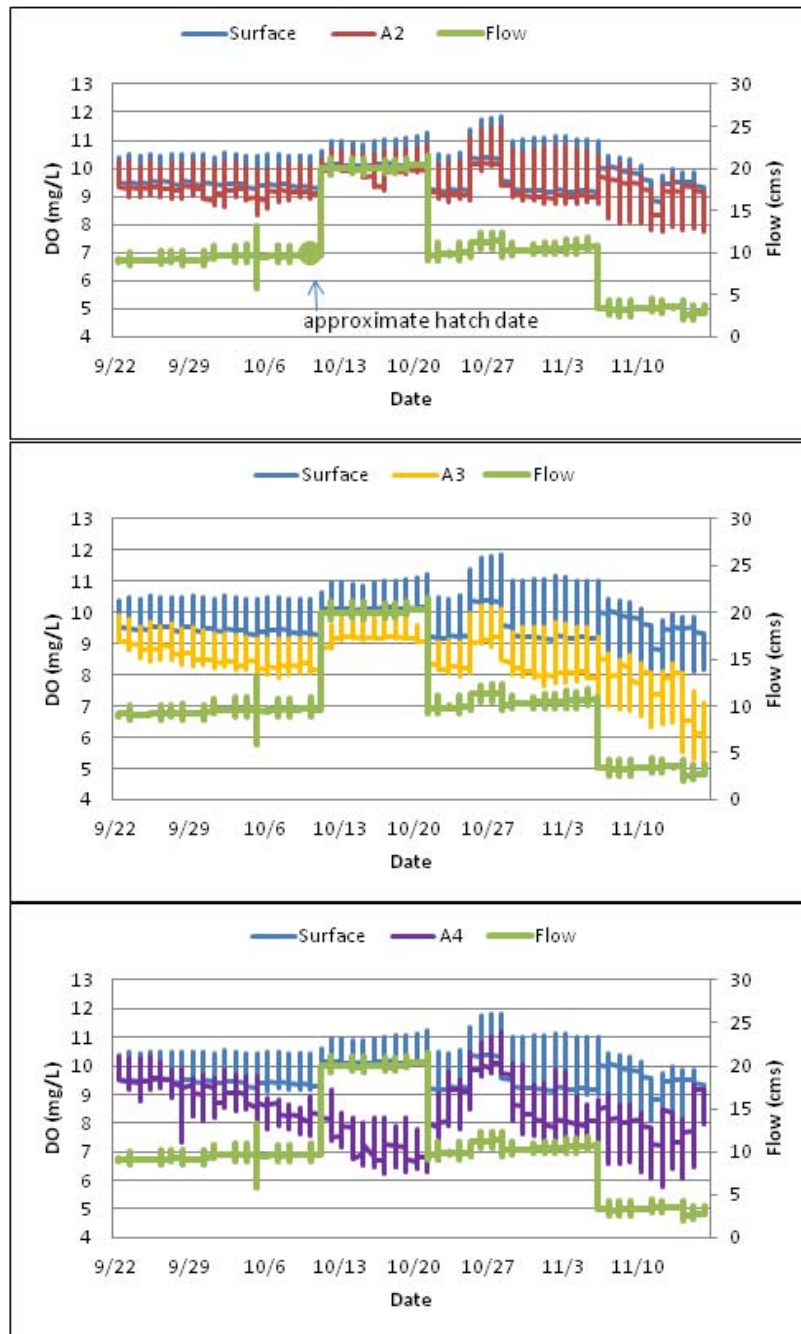 Surface A2 Flow
13 30
12 25
11
10 20
9 15
8
7 10
6 5
5
4 0
DO (mg/L)
Flow (cms)
approximate hatch date
9/22 9/29 10/6 10/13 10/20 10/27 11/3 11/10
Date
Surface A3 Flow
13 30
12 25
11
10 20
9 15
8
7 10
6 5
5
4 0
DO (mg/L)
Flow (cms)
9/22 9/29 10/6 10/13 10/20 10/27 11/3 11/10
Date
Surface A4 Flow
13 30
12 25
11
10 20
9 15
8
7 10
6 5
5
4 0
DO (mg/L)
Flow (cms)
9/22 9/29 10/6 10/13 10/20 10/27 11/3 11/10
Date